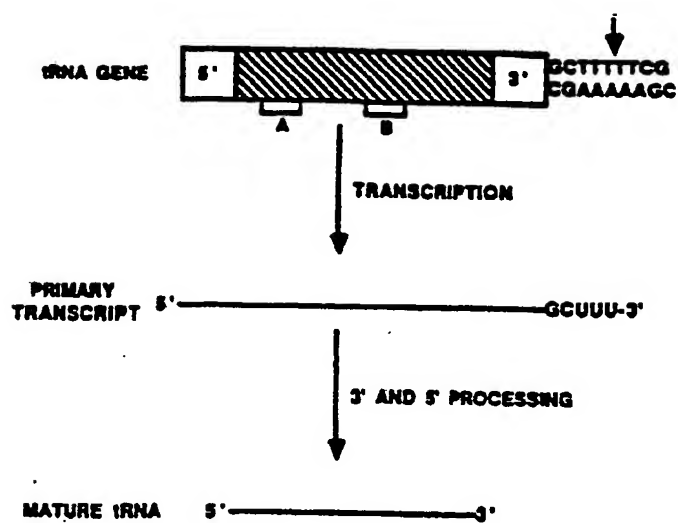 i
tRNA GENE 5' 3' GCTTTTTCG
CGAAAAAGC
A B
TRANSCRIPTION
PRIMARY
TRANSCRIPT 5' GCUUU-3'
3' AND 5' PROCESSING
MATURE tRNA 5' 3'